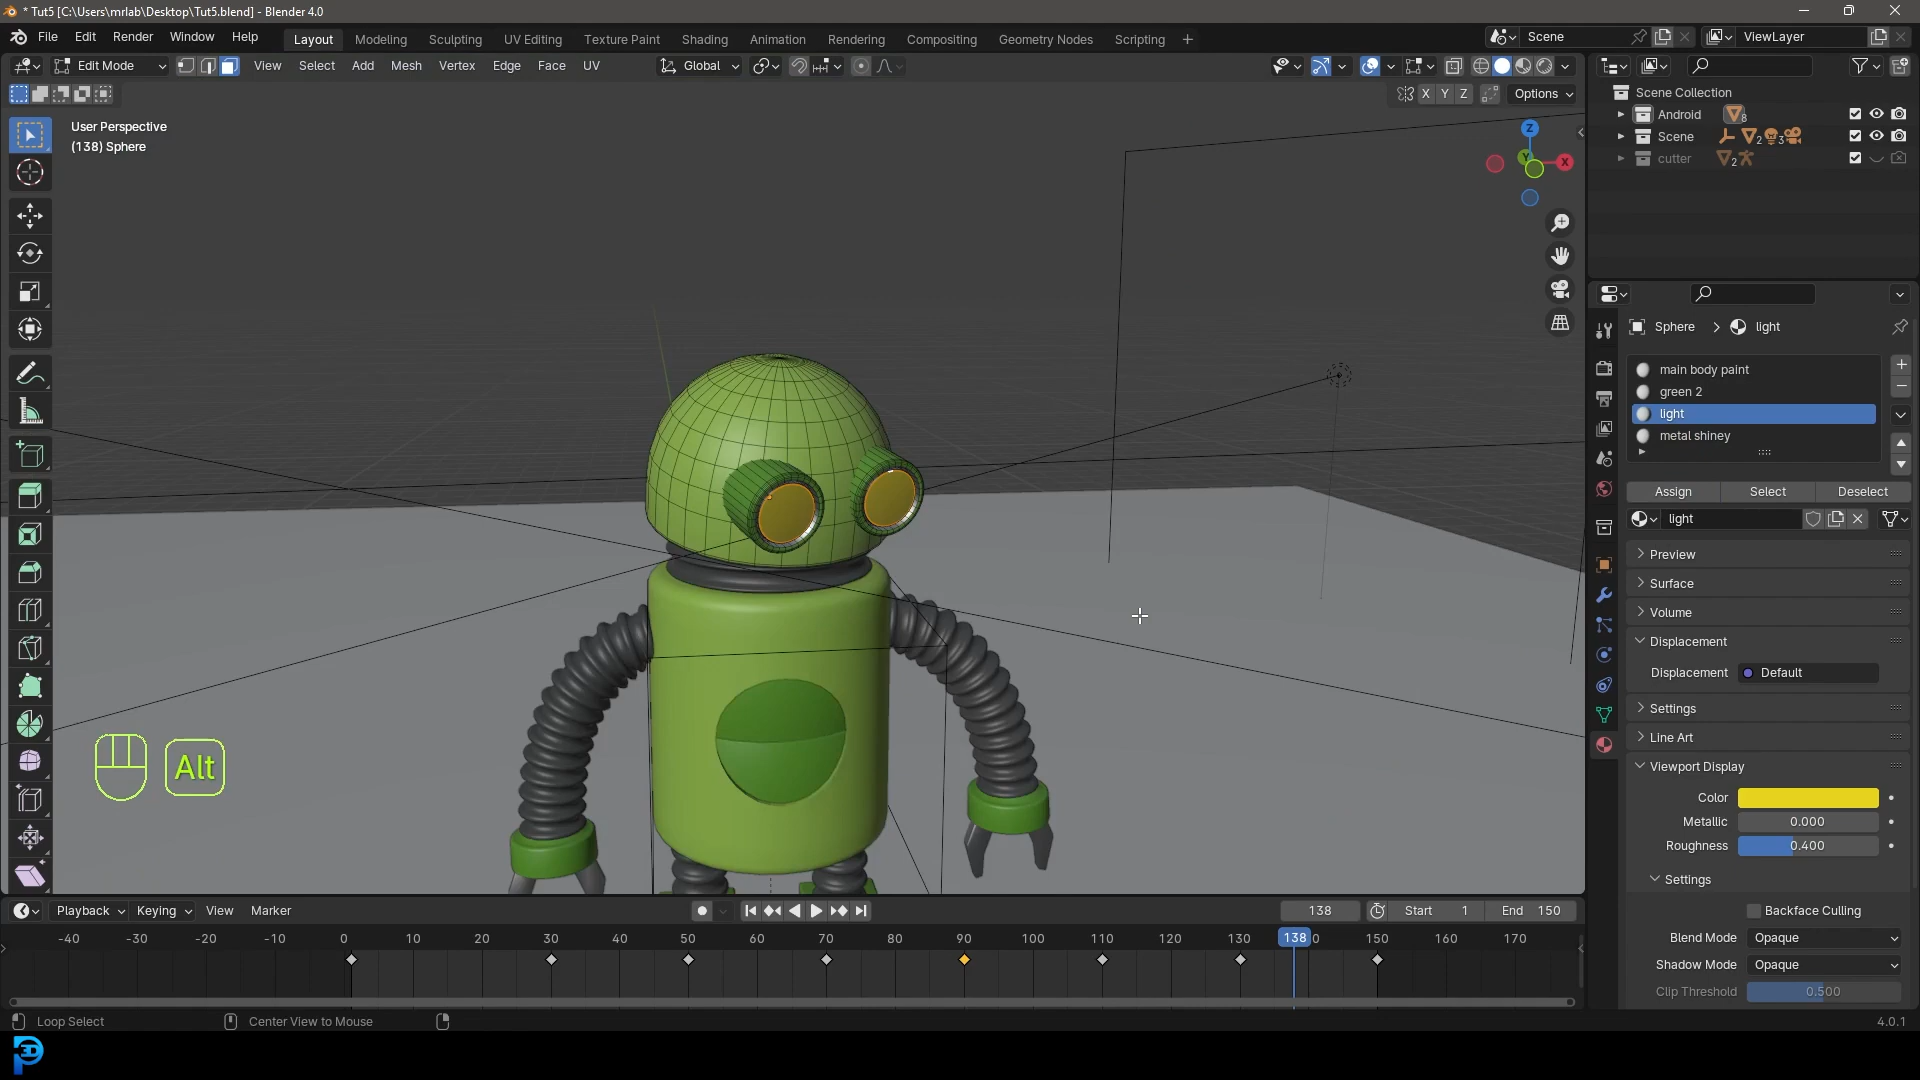 * Tut5 [C:\Users\mrlab\Desktop\Tut5.blend] - Blender 4.0
File Edit Render Window Help
Layout Modeling Sculpting UV Editing Texture Paint Shading Animation Rendering Compositing Geometry Nodes Scripting +
Scene
ViewLayer
Edit Mode View Select Add Mesh Vertex Edge Face UV Global
X Y Z Options
User Perspective
(138) Sphere
Z
Y
X
Scene Collection
Android 8
Scene 2 3
cutter 2
Sphere > light
main body paint
green 2
light
metal shiney
Assign Select Deselect
light
Preview
Surface
Volume
Displacement
Displacement Default
Settings
Line Art
Viewport Display
Color
Metallic 0.000
Roughness 0.400
Settings
Backface Culling
Blend Mode Opaque
Shadow Mode Opaque
Clip Threshold 0.500
Alt
Playback Keying View Marker 138 Start 1 End 150
-40 -30 -20 -10 0 10 20 30 40 50 60 70 80 90 100 110 120 130 138 0 150 160 170
Loop Select Center View to Mouse 4.0.1
3D